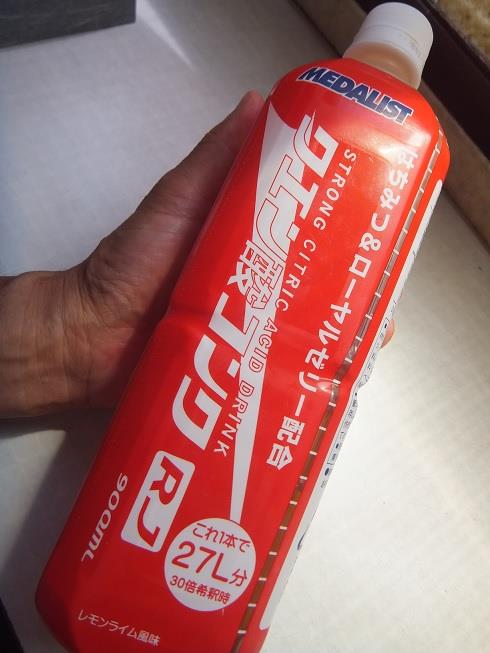 MEDALIST
はちみつ&ローヤルゼリー配合
STRONG CITRIC ACID DRINK
クエン酸コンク
RJ
900mL
これ1本で
27L分
30倍希釈時
レモンライム風味